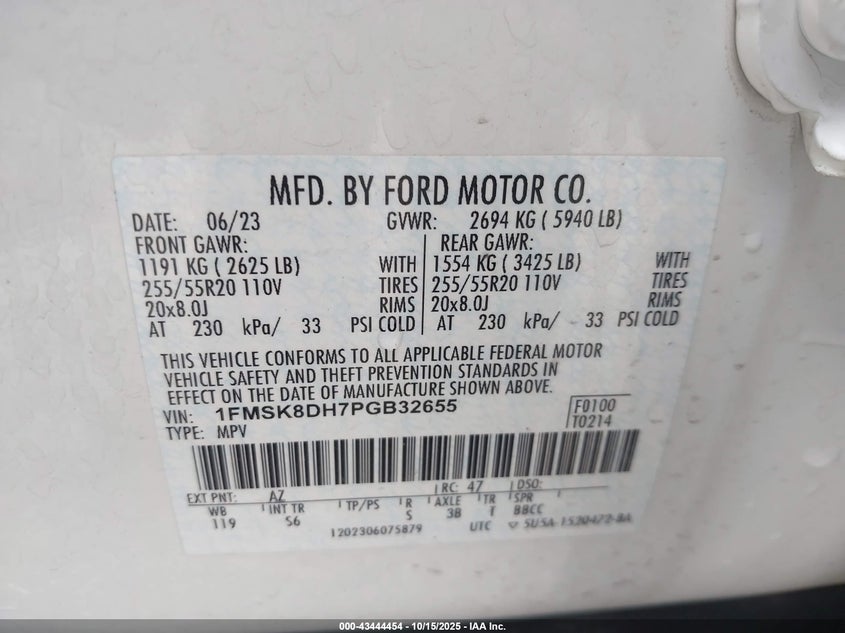 MFD. BY FORD MOTOR CO.
DATE: 06/23 GVWR: 2694 KG ( 5940 LB)
FRONT GAWR: REAR GAWR:
1191 KG ( 2625 LB) WITH 1554 KG ( 3425 LB) WITH
255/55R20 110V TIRES 255/55R20 110V TIRES
20x8.0J RIMS 20x8.0J RIMS
AT 230 kPa/ 33 PSI COLD AT 230 kPa/ 33 PSI COLD
THIS VEHICLE CONFORMS TO ALL APPLICABLE FEDERAL MOTOR
VEHICLE SAFETY AND THEFT PREVENTION STANDARDS IN
EFFECT ON THE DATE OF MANUFACTURE SHOWN ABOVE.
VIN: 1FMSK8DH7PGB32655 F0100
TYPE: MPV T0214
EXT PNT: AZ RC: 47 DSO:
WB INT TR TP/PS R AXLE TR SPR
119 S6 S 3B BBCC
1202306075879 UTC
000-43444454 - 10/15/2025 - IAA Inc.